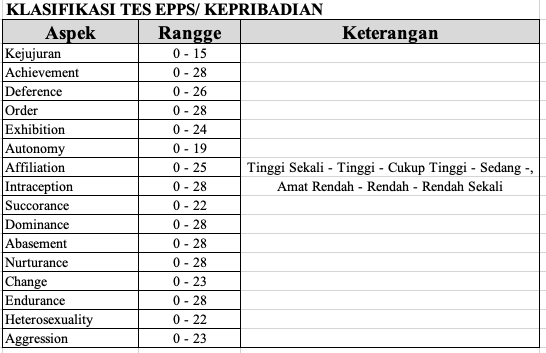 KLASIFIKASI TES EPPS/ KEPRIBADIAN
Aspek Rangge Keterangan
Kejujuran 0 - 15
Achievement 0 - 28
Deference 0 - 26
Order 0 - 28
Exhibition 0 - 24
Autonomy 0 - 19
Affiliation 0 - 25 Tinggi Sekali - Tinggi - Cukup Tinggi - Sedang -,
Intraception 0 - 28 Amat Rendah - Rendah - Rendah Sekali
Succorance 0 - 22
Dominance 0 - 28
Abasement 0 - 28
Nurturance 0 - 28
Change 0 - 23
Endurance 0 - 28
Heterosexuality 0 - 22
Aggression 0 - 23